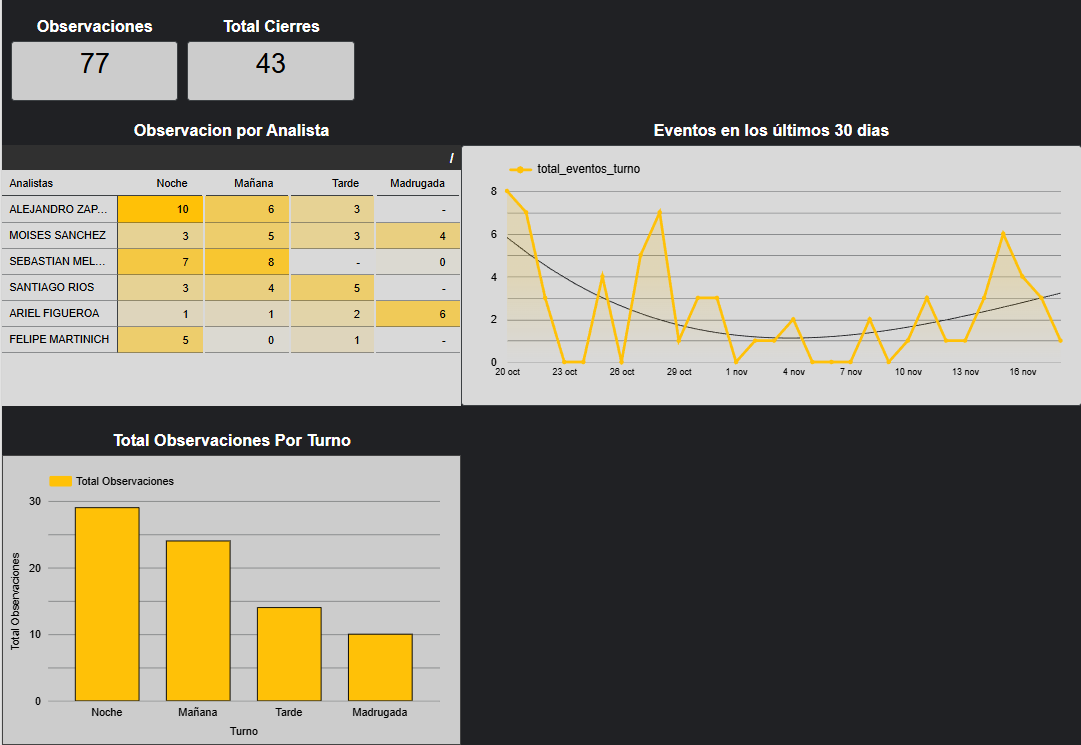 Observaciones Total Cierres
77 43
Observacion por Analista
/
Analistas Noche Mañana Tarde Madrugada
ALEJANDRO ZAP... 10 6 3 -
MOISES SANCHEZ 3 5 3 4
SEBASTIAN MEL... 7 8 - 0
SANTIAGO RIOS 3 4 5 -
ARIEL FIGUEROA 1 1 2 6
FELIPE MARTINICH 5 0 1 -
Eventos en los últimos 30 dias
total_eventos_turno
8
6
4
2
0
20 oct 23 oct 26 oct 29 oct 1 nov 4 nov 7 nov 10 nov 13 nov 16 nov
Total Observaciones Por Turno
Total Observaciones
Total Observaciones
30
20
10
0
Noche Mañana Tarde Madrugada
Turno